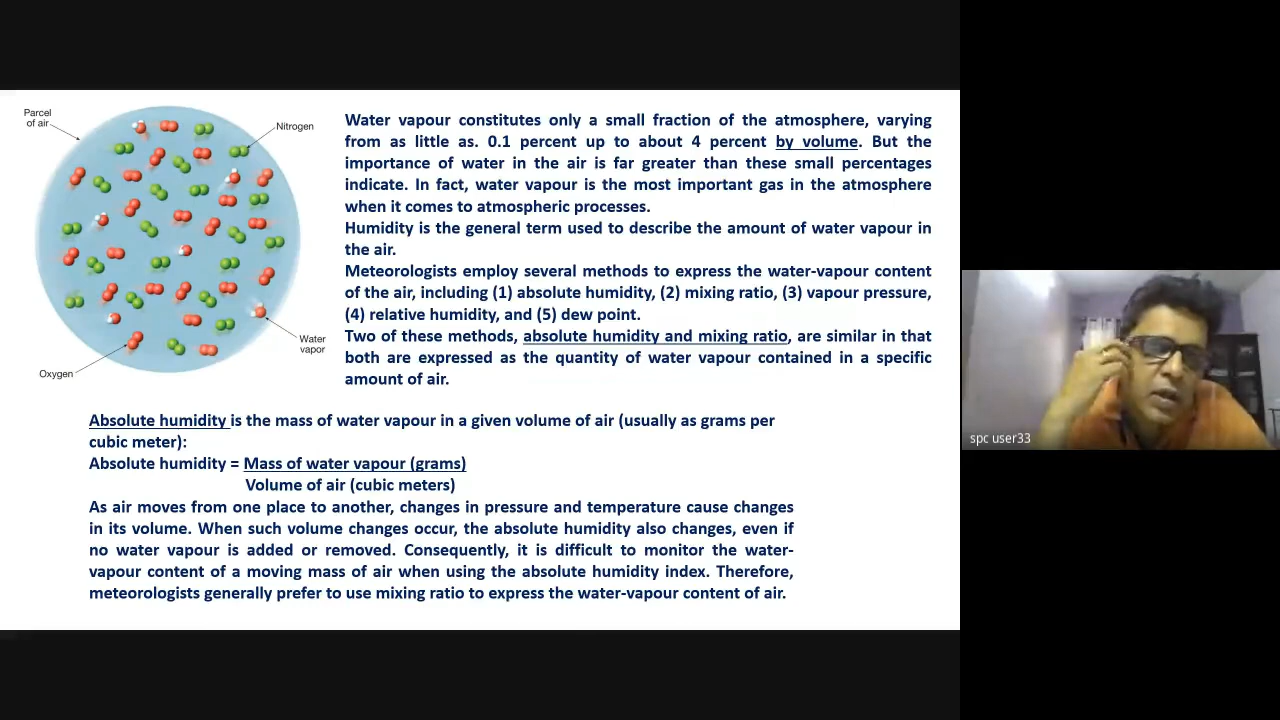 Parcel
of air
Nitrogen
Water
vapor
Oxygen
Water vapour constitutes only a small fraction of the atmosphere, varying
from as little as. 0.1 percent up to about 4 percent by volume. But the
importance of water in the air is far greater than these small percentages
indicate. In fact, water vapour is the most important gas in the atmosphere
when it comes to atmospheric processes.
Humidity is the general term used to describe the amount of water vapour in
the air.
Meteorologists employ several methods to express the water-vapour content
of the air, including (1) absolute humidity, (2) mixing ratio, (3) vapour pressure,
(4) relative humidity, and (5) dew point.
Two of these methods, absolute humidity and mixing ratio, are similar in that
both are expressed as the quantity of water vapour contained in a specific
amount of air.
Absolute humidity is the mass of water vapour in a given volume of air (usually as grams per
cubic meter):
Absolute humidity = Mass of water vapour (grams)
Volume of air (cubic meters)
As air moves from one place to another, changes in pressure and temperature cause changes
in its volume. When such volume changes occur, the absolute humidity also changes, even if
no water vapour is added or removed. Consequently, it is difficult to monitor the water-
vapour content of a moving mass of air when using the absolute humidity index. Therefore,
meteorologists generally prefer to use mixing ratio to express the water-vapour content of air.
spc user33